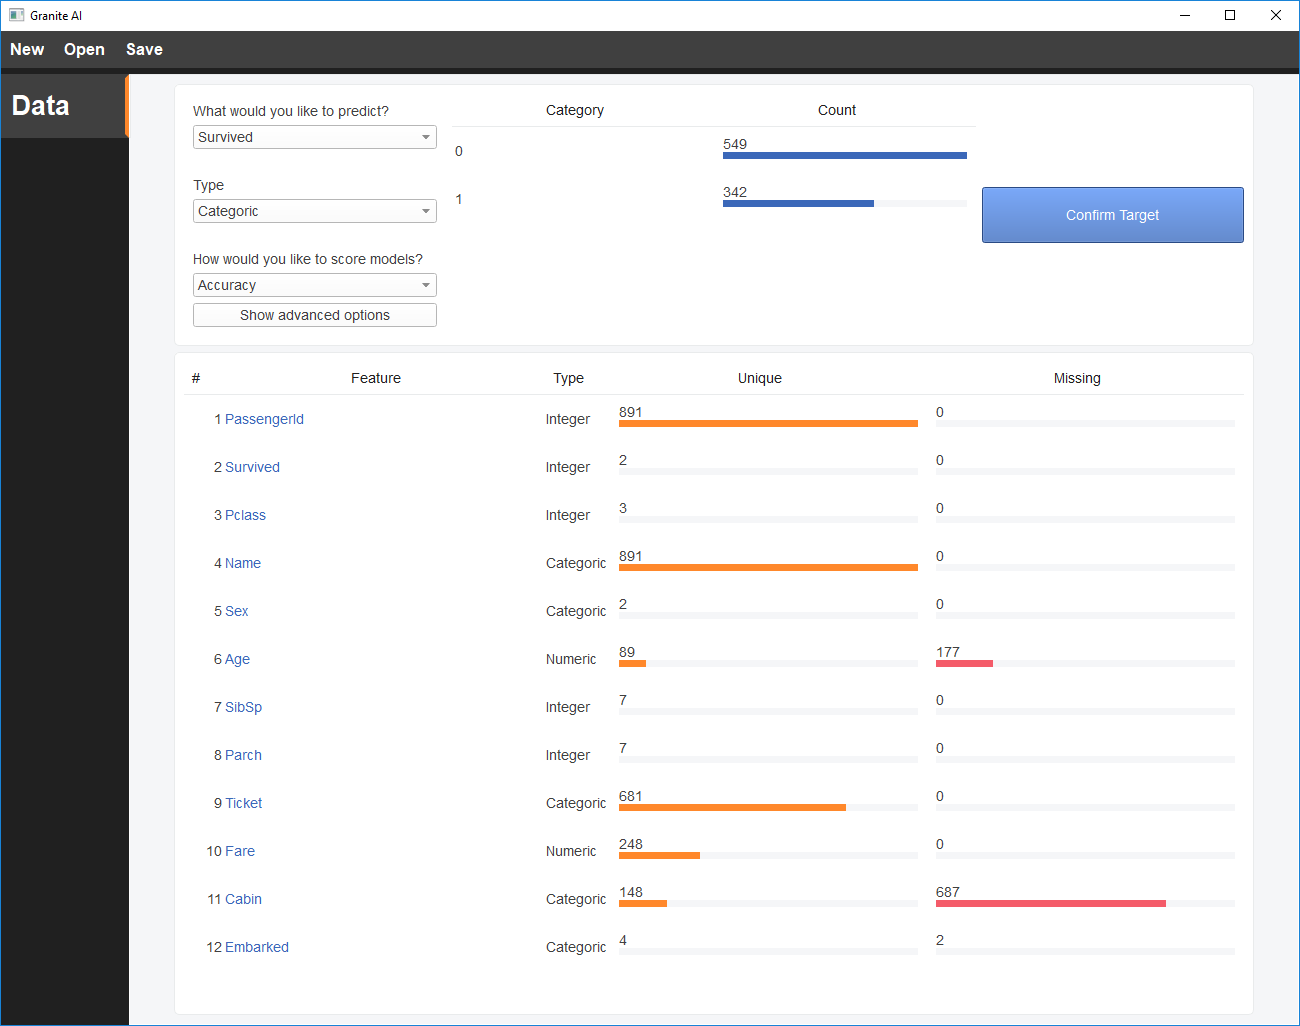 Granite AI
New Open Save
Data
What would you like to predict?
Survived
Type
Categoric
How would you like to score models?
Accuracy
Show advanced options
Category Count
0 549
1 342
Confirm Target
# Feature Type Unique Missing
1 PassengerId Integer 891 0
2 Survived Integer 2 0
3 Pclass Integer 3 0
4 Name Categoric 891 0
5 Sex Categoric 2 0
6 Age Numeric 89 177
7 SibSp Integer 7 0
8 Parch Integer 7 0
9 Ticket Categoric 681 0
10 Fare Numeric 248 0
11 Cabin Categoric 148 687
12 Embarked Categoric 4 2